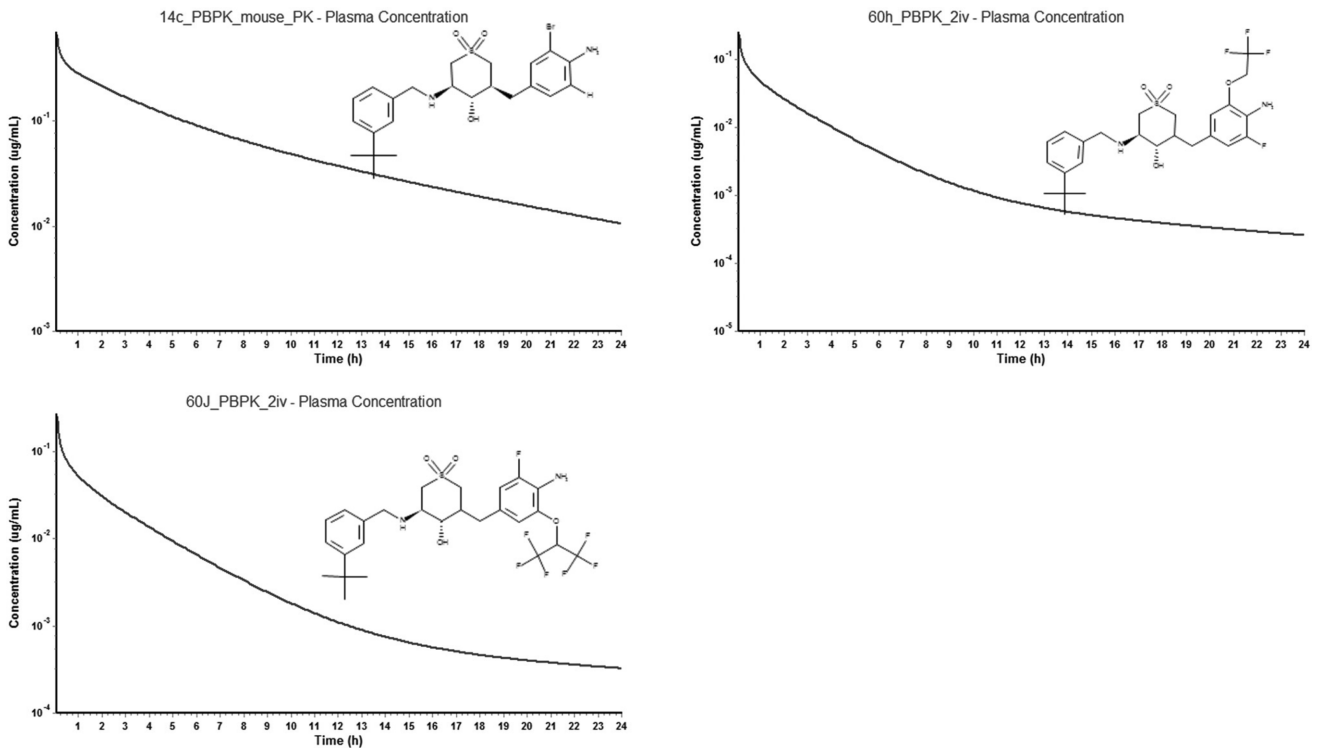 14c_PBPK_mouse_PK - Plasma Concentration
Concentration (ug/mL)
10-1
10-2
10-3
1 2 3 4 5 6 7 8 9 10 11 12 13 14 15 16 17 18 19 20 21 22 23 24
Time (h)
O O
S
Br
NH2
N
H
OH
H
60h_PBPK_2iv - Plasma Concentration
Concentration (ug/mL)
10-1
10-2
10-3
10-4
10-5
1 2 3 4 5 6 7 8 9 10 11 12 13 14 15 16 17 18 19 20 21 22 23 24
Time (h)
F
F F
O
O O
S
NH2
N
H
OH
F
60J_PBPK_2iv - Plasma Concentration
Concentration (ug/mL)
10-1
10-2
10-3
10-4
1 2 3 4 5 6 7 8 9 10 11 12 13 14 15 16 17 18 19 20 21 22 23 24
Time (h)
O O
S
F
NH2
N
H
OH
O
F F
F F
F F